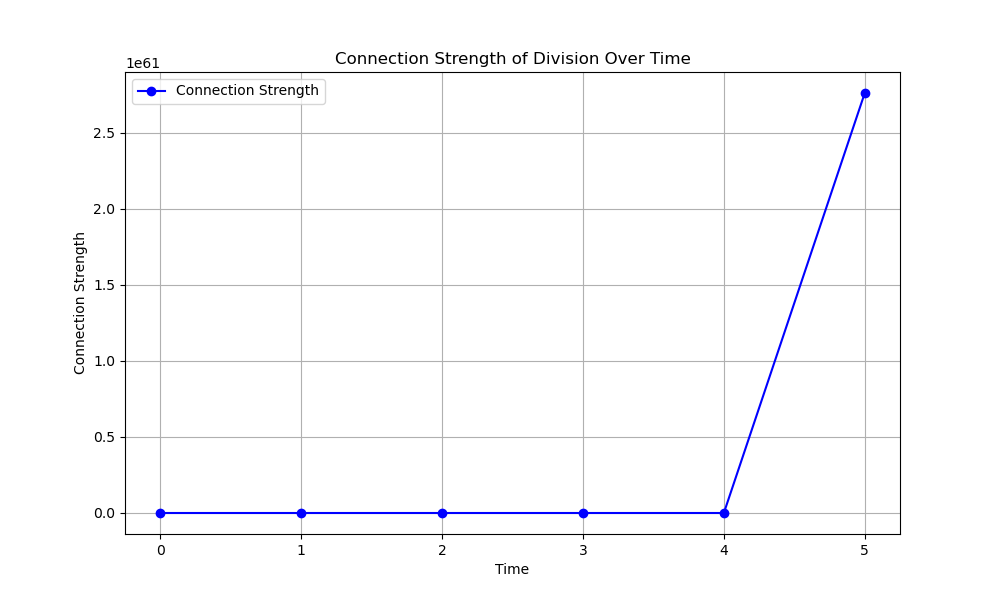 Connection Strength of Division Over Time
1e61
Connection Strength
2.5
2.0
1.5
1.0
0.5
0.0
Connection Strength
0 1 2 3 4 5
Time